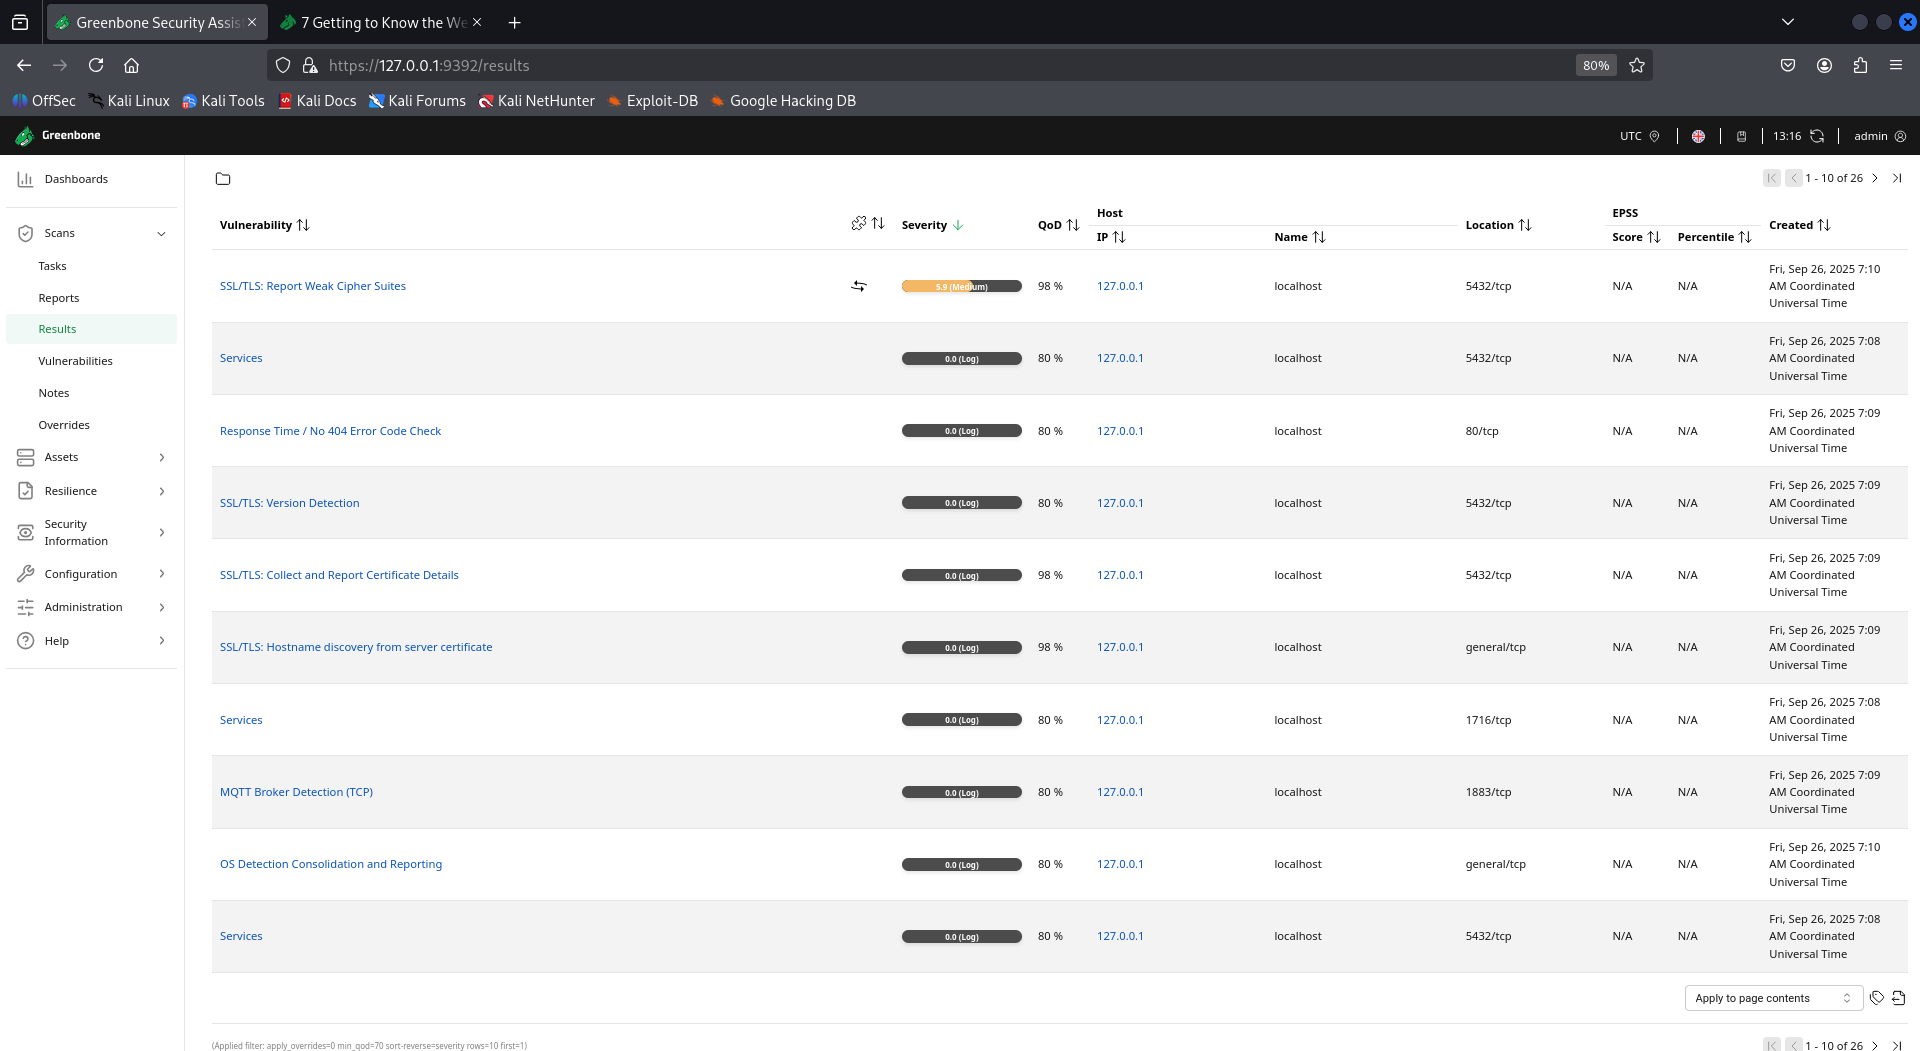 Greenbone Security Assis
7 Getting to Know the We
https://127.0.0.1:9392/results
80%
OffSec
Kali Linux
Kali Tools
Kali Docs
Kali Forums
Kali NetHunter
Exploit-DB
Google Hacking DB
Greenbone
UTC
13:16
admin
Dashboards
Scans
Tasks
Reports
Results
Vulnerabilities
Notes
Overrides
Assets
Resilience
Security
Information
Configuration
Administration
Help
1 - 10 of 26
Vulnerability
Severity
QoD
Host
IP
Name
Location
EPSS
Score
Percentile
Created
SSL/TLS: Report Weak Cipher Suites
5.9 (Medium)
98 %
127.0.0.1
localhost
5432/tcp
N/A
N/A
Fri, Sep 26, 2025 7:10
AM Coordinated
Universal Time
Services
0.0 (Log)
80 %
127.0.0.1
localhost
5432/tcp
N/A
N/A
Fri, Sep 26, 2025 7:08
AM Coordinated
Universal Time
Response Time / No 404 Error Code Check
0.0 (Log)
80 %
127.0.0.1
localhost
80/tcp
N/A
N/A
Fri, Sep 26, 2025 7:09
AM Coordinated
Universal Time
SSL/TLS: Version Detection
0.0 (Log)
80 %
127.0.0.1
localhost
5432/tcp
N/A
N/A
Fri, Sep 26, 2025 7:09
AM Coordinated
Universal Time
SSL/TLS: Collect and Report Certificate Details
0.0 (Log)
98 %
127.0.0.1
localhost
5432/tcp
N/A
N/A
Fri, Sep 26, 2025 7:09
AM Coordinated
Universal Time
SSL/TLS: Hostname discovery from server certificate
0.0 (Log)
98 %
127.0.0.1
localhost
general/tcp
N/A
N/A
Fri, Sep 26, 2025 7:09
AM Coordinated
Universal Time
Services
0.0 (Log)
80 %
127.0.0.1
localhost
1716/tcp
N/A
N/A
Fri, Sep 26, 2025 7:08
AM Coordinated
Universal Time
MQTT Broker Detection (TCP)
0.0 (Log)
80 %
127.0.0.1
localhost
1883/tcp
N/A
N/A
Fri, Sep 26, 2025 7:09
AM Coordinated
Universal Time
OS Detection Consolidation and Reporting
0.0 (Log)
80 %
127.0.0.1
localhost
general/tcp
N/A
N/A
Fri, Sep 26, 2025 7:10
AM Coordinated
Universal Time
Services
0.0 (Log)
80 %
127.0.0.1
localhost
5432/tcp
N/A
N/A
Fri, Sep 26, 2025 7:08
AM Coordinated
Universal Time
Apply to page contents
(Applied filter: apply_overrides=0 min_qod=70 sort-reverse=severity rows=10 first=1)
1 - 10 of 26